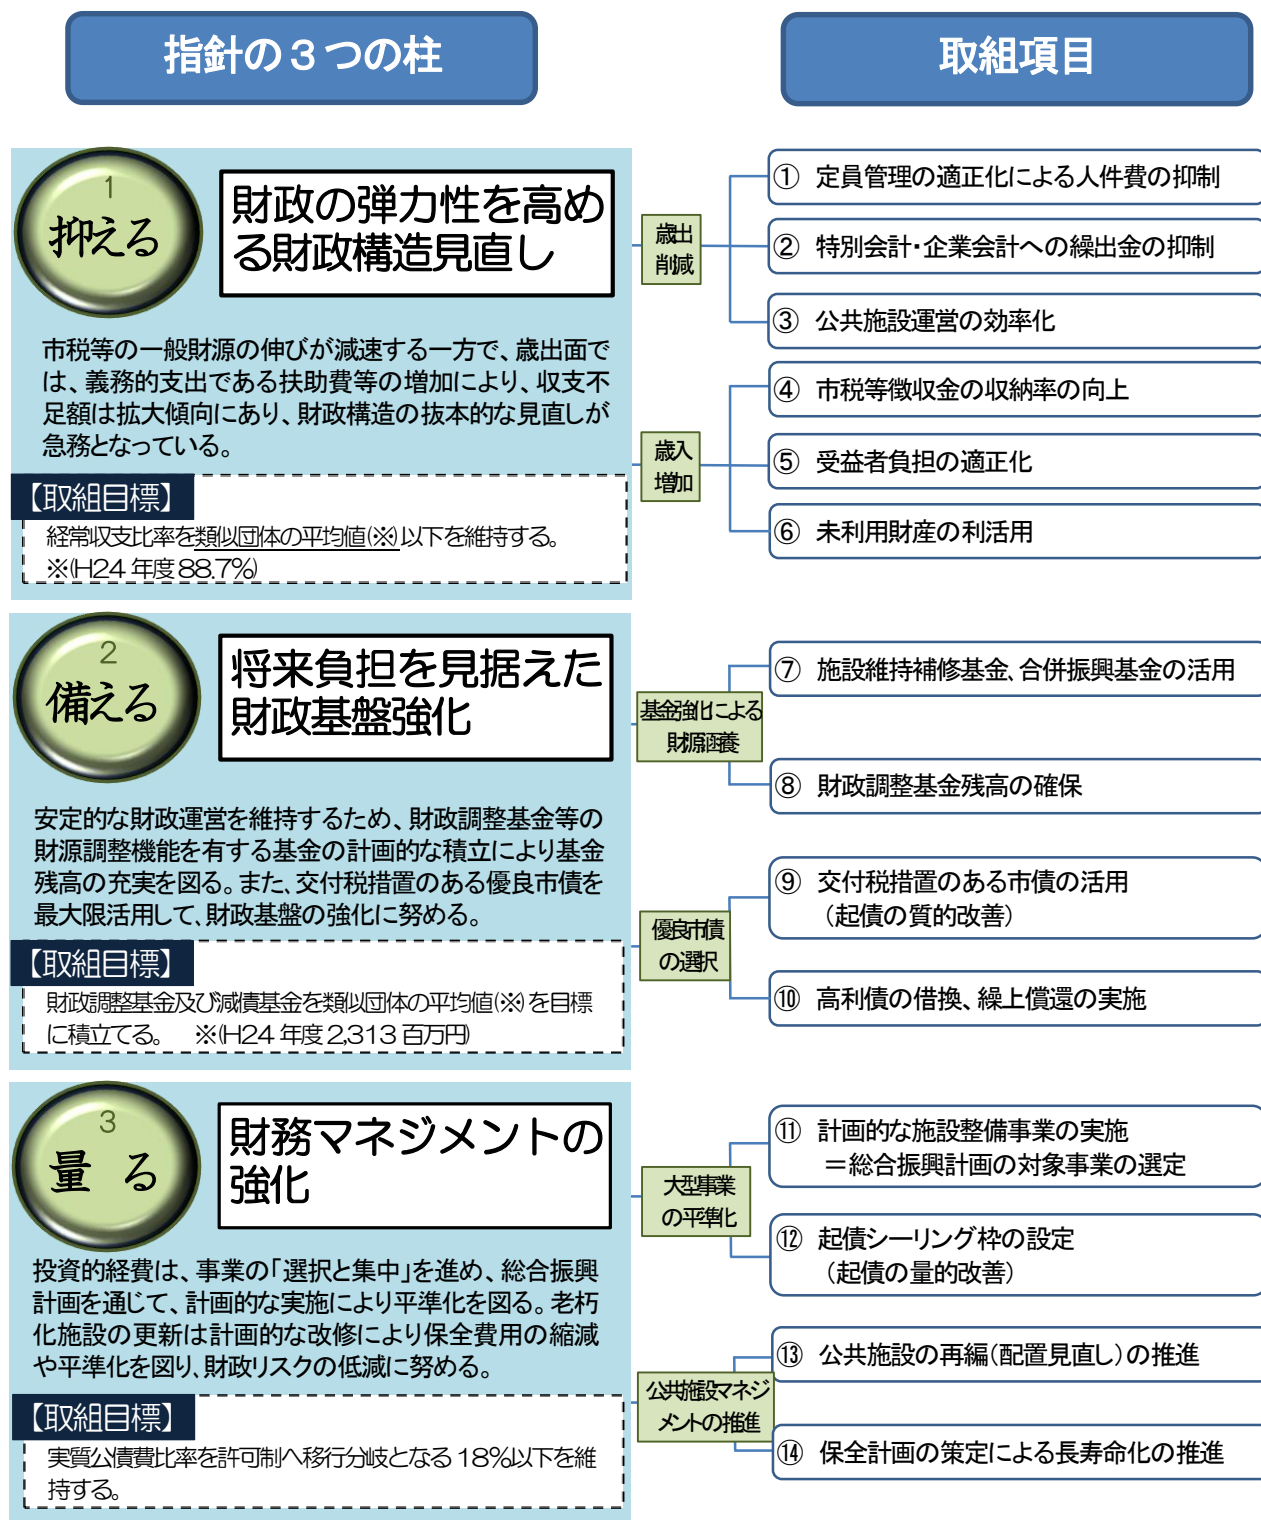 指針の３つの柱
取組項目
1
抑える
財政の弾力性を高め
る財政構造見直し
市税等の一般財源の伸びが減速する一方で、歳出面で
は、義務的支出である扶助費等の増加により、収支不
足額は拡大傾向にあり、財政構造の抜本的な見直しが
急務となっている。
【取組目標】
経常収支比率を類似団体の平均値(※)以下を維持する。
※(H24 年度 88.7%)
歳出
削減
① 定員管理の適正化による人件費の抑制
② 特別会計・企業会計への繰出金の抑制
③ 公共施設運営の効率化
歳入
増加
④ 市税等徴収金の収納率の向上
⑤ 受益者負担の適正化
⑥ 未利用財産の利活用
2
備える
将来負担を見据えた
財政基盤強化
安定的な財政運営を維持するため、財政調整基金等の
財源調整機能を有する基金の計画的な積立により基金
残高の充実を図る。また、交付税措置のある優良市債を
最大限活用して、財政基盤の強化に努める。
【取組目標】
財政調整基金及び減債基金を類似団体の平均値(※)を目標
に積立てる。　※(H24 年度 2,313 百万円)
基金強化による
財源涵養
⑦ 施設維持補修基金、合併振興基金の活用
⑧ 財政調整基金残高の確保
優良市債
の選択
⑨ 交付税措置のある市債の活用
（起債の質的改善）
⑩ 高利債の借換、繰上償還の実施
3
量る
財務マネジメントの
強化
投資的経費は、事業の「選択と集中」を進め、総合振興
計画を通じて、計画的な実施により平準化を図る。老朽
化施設の更新は計画的な改修により保全費用の縮減
や平準化を図り、財政リスクの低減に努める。
【取組目標】
実質公債費比率を許可制へ移行分岐となる 18%以下を維
持する。
大型事業
の平準化
⑪ 計画的な施設整備事業の実施
＝総合振興計画の対象事業の選定
⑫ 起債シーリング枠の設定
（起債の量的改善）
公共施設マネジ
メントの推進
⑬ 公共施設の再編（配置見直し）の推進
⑭ 保全計画の策定による長寿命化の推進